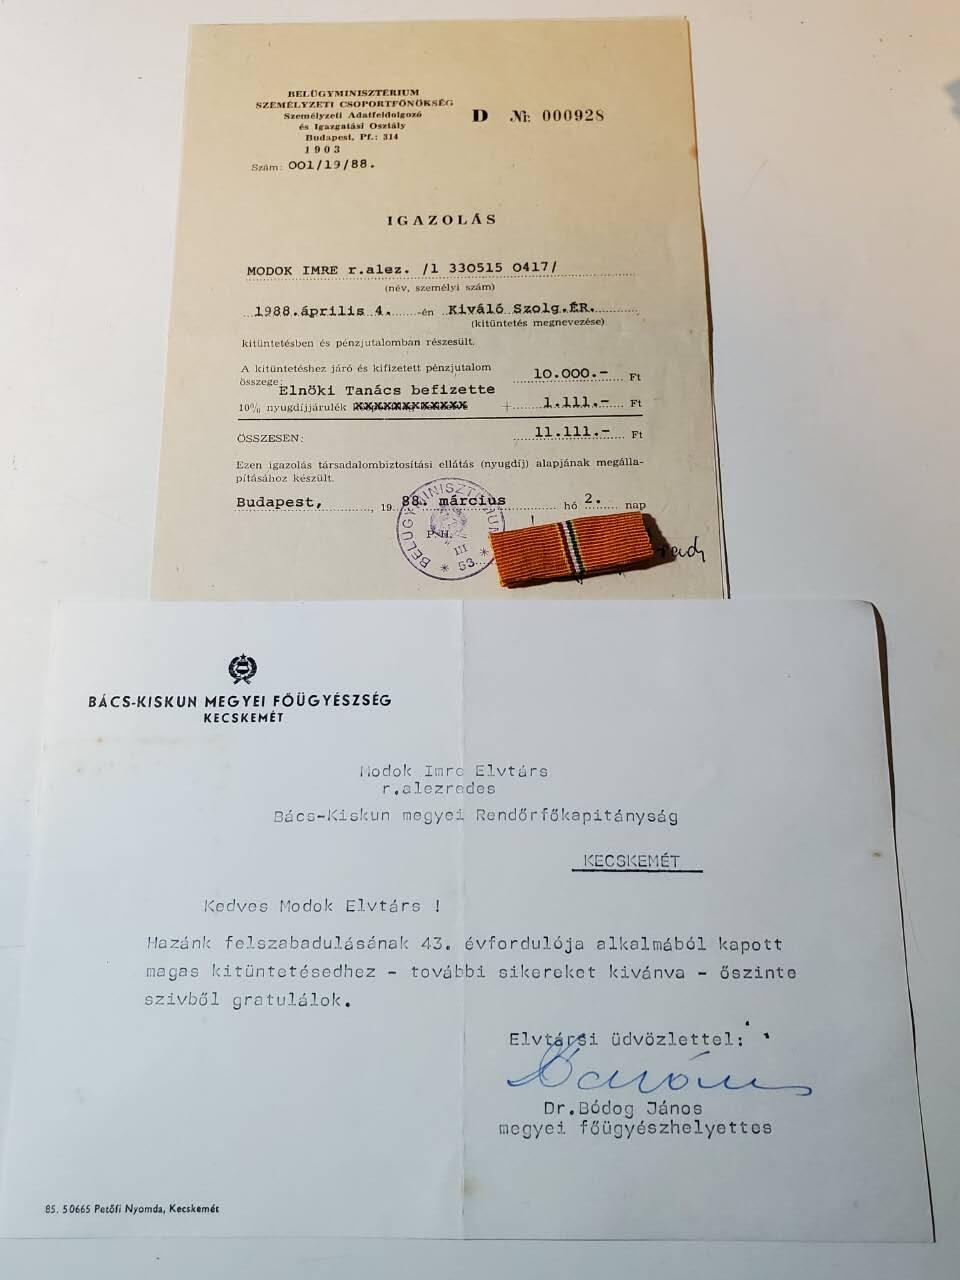 BELÜGYMINISZTÉRIUM
SZEMÉLYZETI CSOPORTFŐNÖKSÉG
Személyzeti Adatfeldolgozó
és Igazgatási Osztály
Budapest, Pf.: 314
1903
Szám: 001/19/88.
D Nr. 000928
IGAZOLÁS
MODOK IMRE r.alez. /1 330515 0417/
(név, személyi szám)
1988.április 4. -én Kiváló Szolg.ÉR.
(kitüntetés megnevezése)
kitüntetésben és pénzjutalomban részesült.
A kitüntetéshez járó és kifizetett pénzjutalom
összege: 10.000.- Ft
Elnöki Tanács befizette
10% nyugdíjjárulék + 1.111.- Ft
ÖSSZESEN: 11.111.- Ft
Ezen igazolás társadalombiztosítási ellátás (nyugdíj) alapjának megálla-
pításához készült.
Budapest, 19 88. március hó 2. nap
P.H.
BELÜGYMINISZTÉRIUM
III
* 53. *
BÁCS-KISKUN MEGYEI FŐÜGYÉSZSÉG
KECSKEMÉT
Modok Imre Elvtárs
r.alezredes
Bács-Kiskun megyei Rendőrfőkapitányság
KECSKEMÉT
Kedves Modok Elvtárs !
Hazánk felszabadulásának 43. évfordulója alkalmából kapott
magas kitüntetésedhez - további sikereket kivánva - őszinte
szivből gratulálok.
Elvtársi üdvözlettel:
Dr.Bódog János
megyei főügyészhelyettes
85. 50665 Petőfi Nyomda, Kecskemét